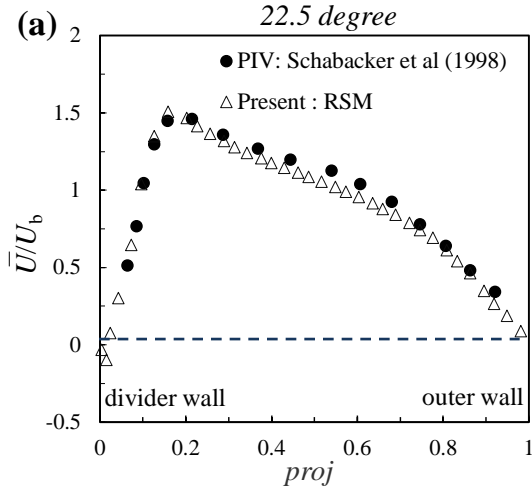 (a)
22.5 degree
PIV: Schabacker et al (1998)
Present : RSM
2
1.5
1
0.5
0
-0.5
U̅/U_b
divider wall
outer wall
0
0.2
0.4
0.6
0.8
1
proj